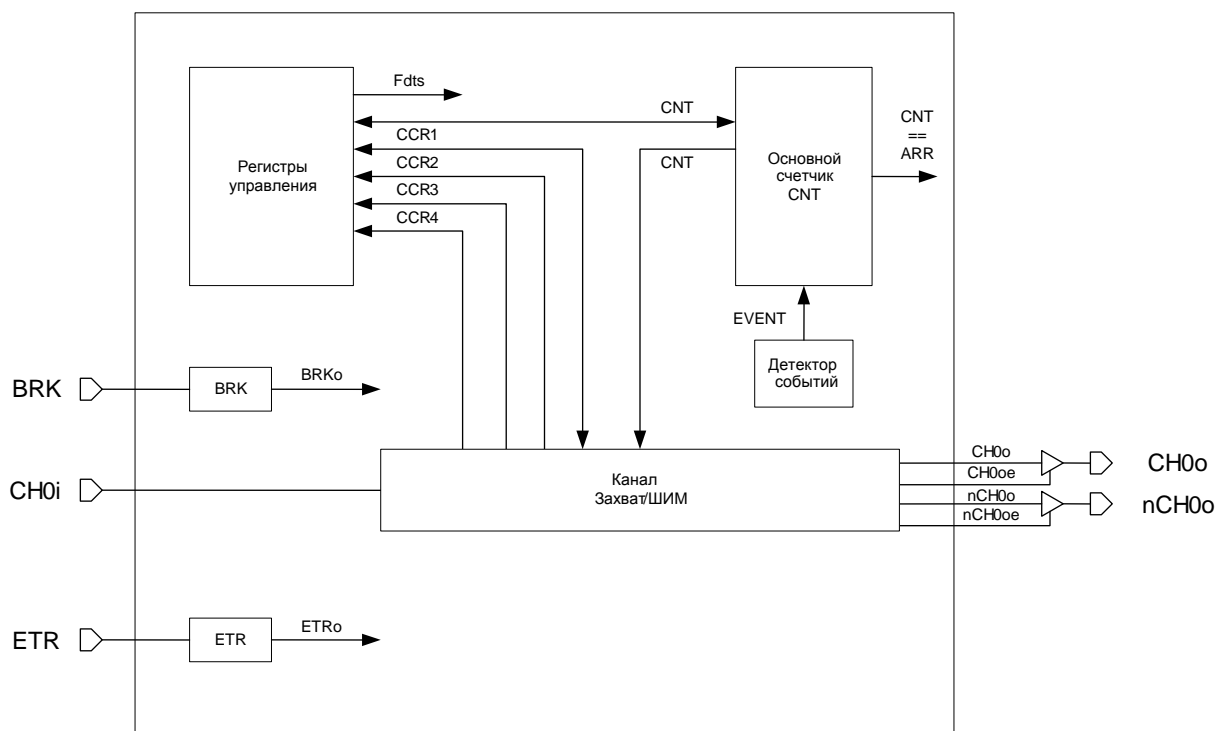 Fdts
CNT
CNT
==
ARR
CCR1
CNT
Регистры
управления
CCR2
Основной
счетчик
CNT
CCR3
CCR4
EVENT
Детектор
событий
BRK
BRK
BRKo
CH0i
Канал
Захват/ШИМ
CH0o
CH0oe
nCH0o
nCH0oe
CH0o
nCH0o
ETR
ETR
ETRo